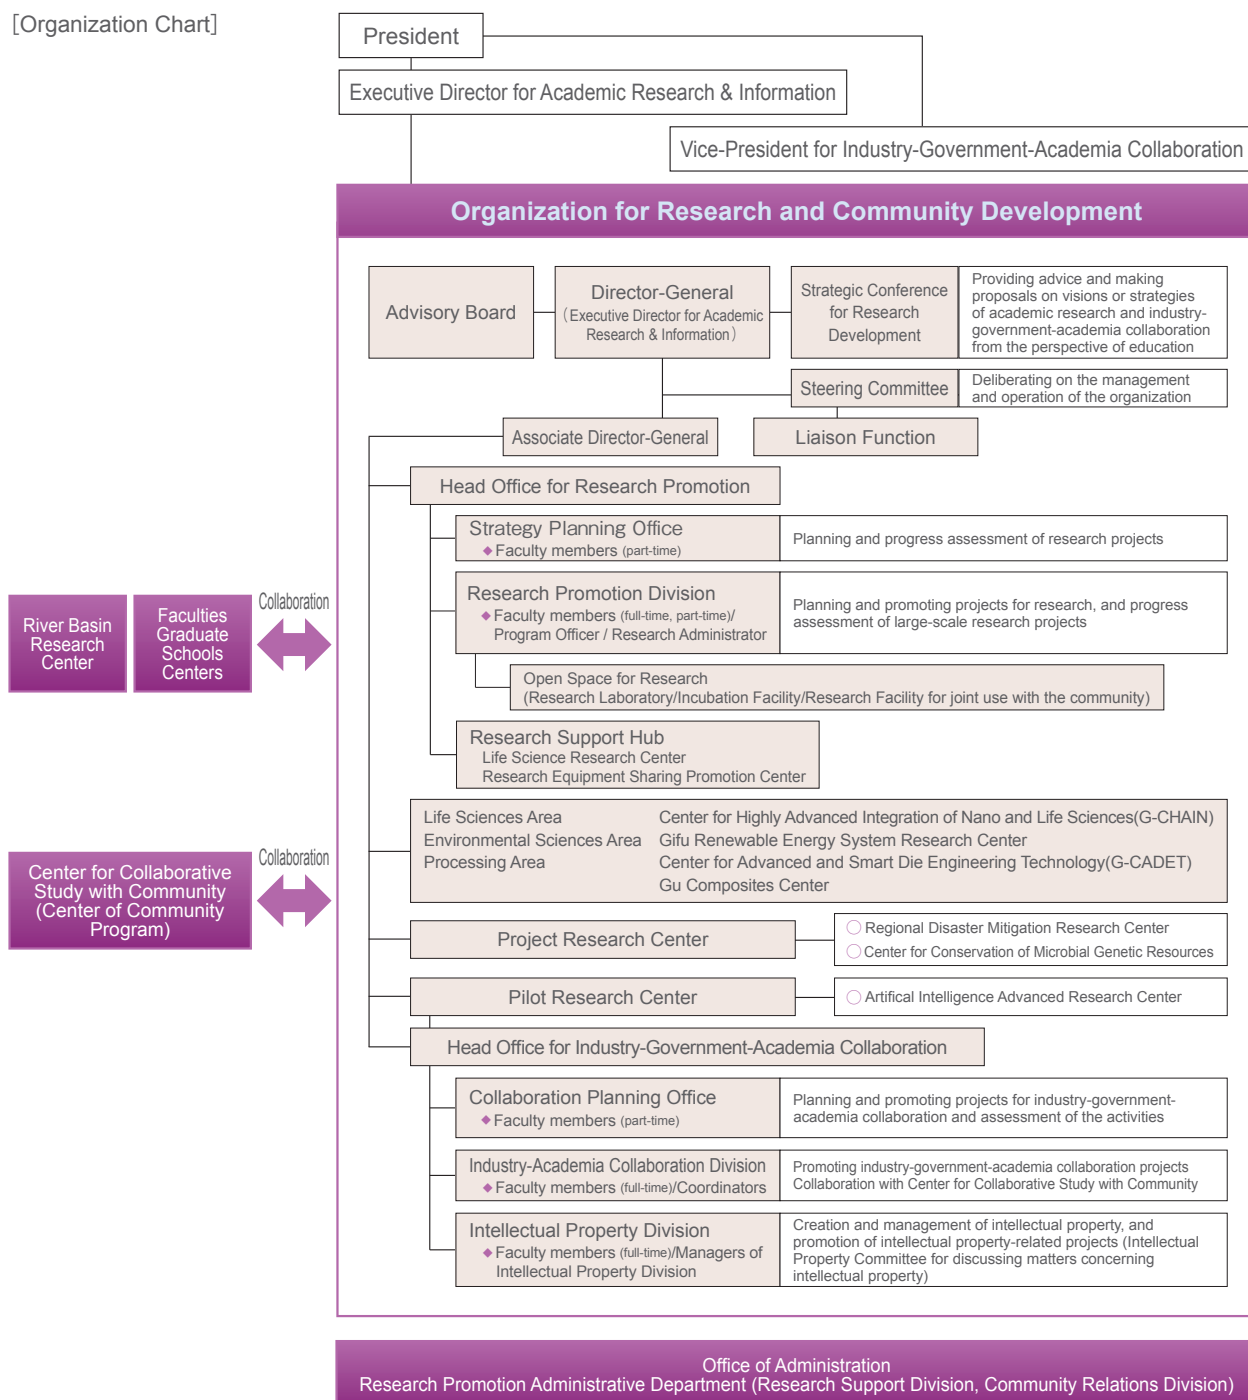 [Organization Chart]
President
Executive Director for Academic Research & Information
Vice-President for Industry-Government-Academia Collaboration
Organization for Research and Community Development
Advisory Board
Director-General
(Executive Director for Academic
Research & Information)
Strategic Conference
for Research
Development
Providing advice and making
proposals on visions or strategies
of academic research and industry-
government-academia collaboration
from the perspective of education
Steering Committee
Deliberating on the management
and operation of the organization
Associate Director-General
Liaison Function
Head Office for Research Promotion
Strategy Planning Office
◆ Faculty members (part-time)
Planning and progress assessment of research projects
Research Promotion Division
◆ Faculty members (full-time, part-time)/
Program Officer / Research Administrator
Planning and promoting projects for research, and progress
assessment of large-scale research projects
Open Space for Research
(Research Laboratory/Incubation Facility/Research Facility for joint use with the community)
Research Support Hub
Life Science Research Center
Research Equipment Sharing Promotion Center
River Basin
Research
Center
Faculties
Graduate
Schools
Centers
Collaboration
Life Sciences Area Center for Highly Advanced Integration of Nano and Life Sciences(G-CHAIN)
Environmental Sciences Area Gifu Renewable Energy System Research Center
Processing Area Center for Advanced and Smart Die Engineering Technology(G-CADET)
Gu Composites Center
Center for Collaborative
Study with Community
(Center of Community
Program)
Collaboration
Project Research Center
○ Regional Disaster Mitigation Research Center
○ Center for Conservation of Microbial Genetic Resources
Pilot Research Center
○ Artifical Intelligence Advanced Research Center
Head Office for Industry-Government-Academia Collaboration
Collaboration Planning Office
◆ Faculty members (part-time)
Planning and promoting projects for industry-government-
academia collaboration and assessment of the activities
Industry-Academia Collaboration Division
◆ Faculty members (full-time)/Coordinators
Promoting industry-government-academia collaboration projects
Collaboration with Center for Collaborative Study with Community
Intellectual Property Division
◆ Faculty members (full-time)/Managers of
Intellectual Property Division
Creation and management of intellectual property, and
promotion of intellectual property-related projects (Intellectual
Property Committee for discussing matters concerning
intellectual property)
Office of Administration
Research Promotion Administrative Department (Research Support Division, Community Relations Division)